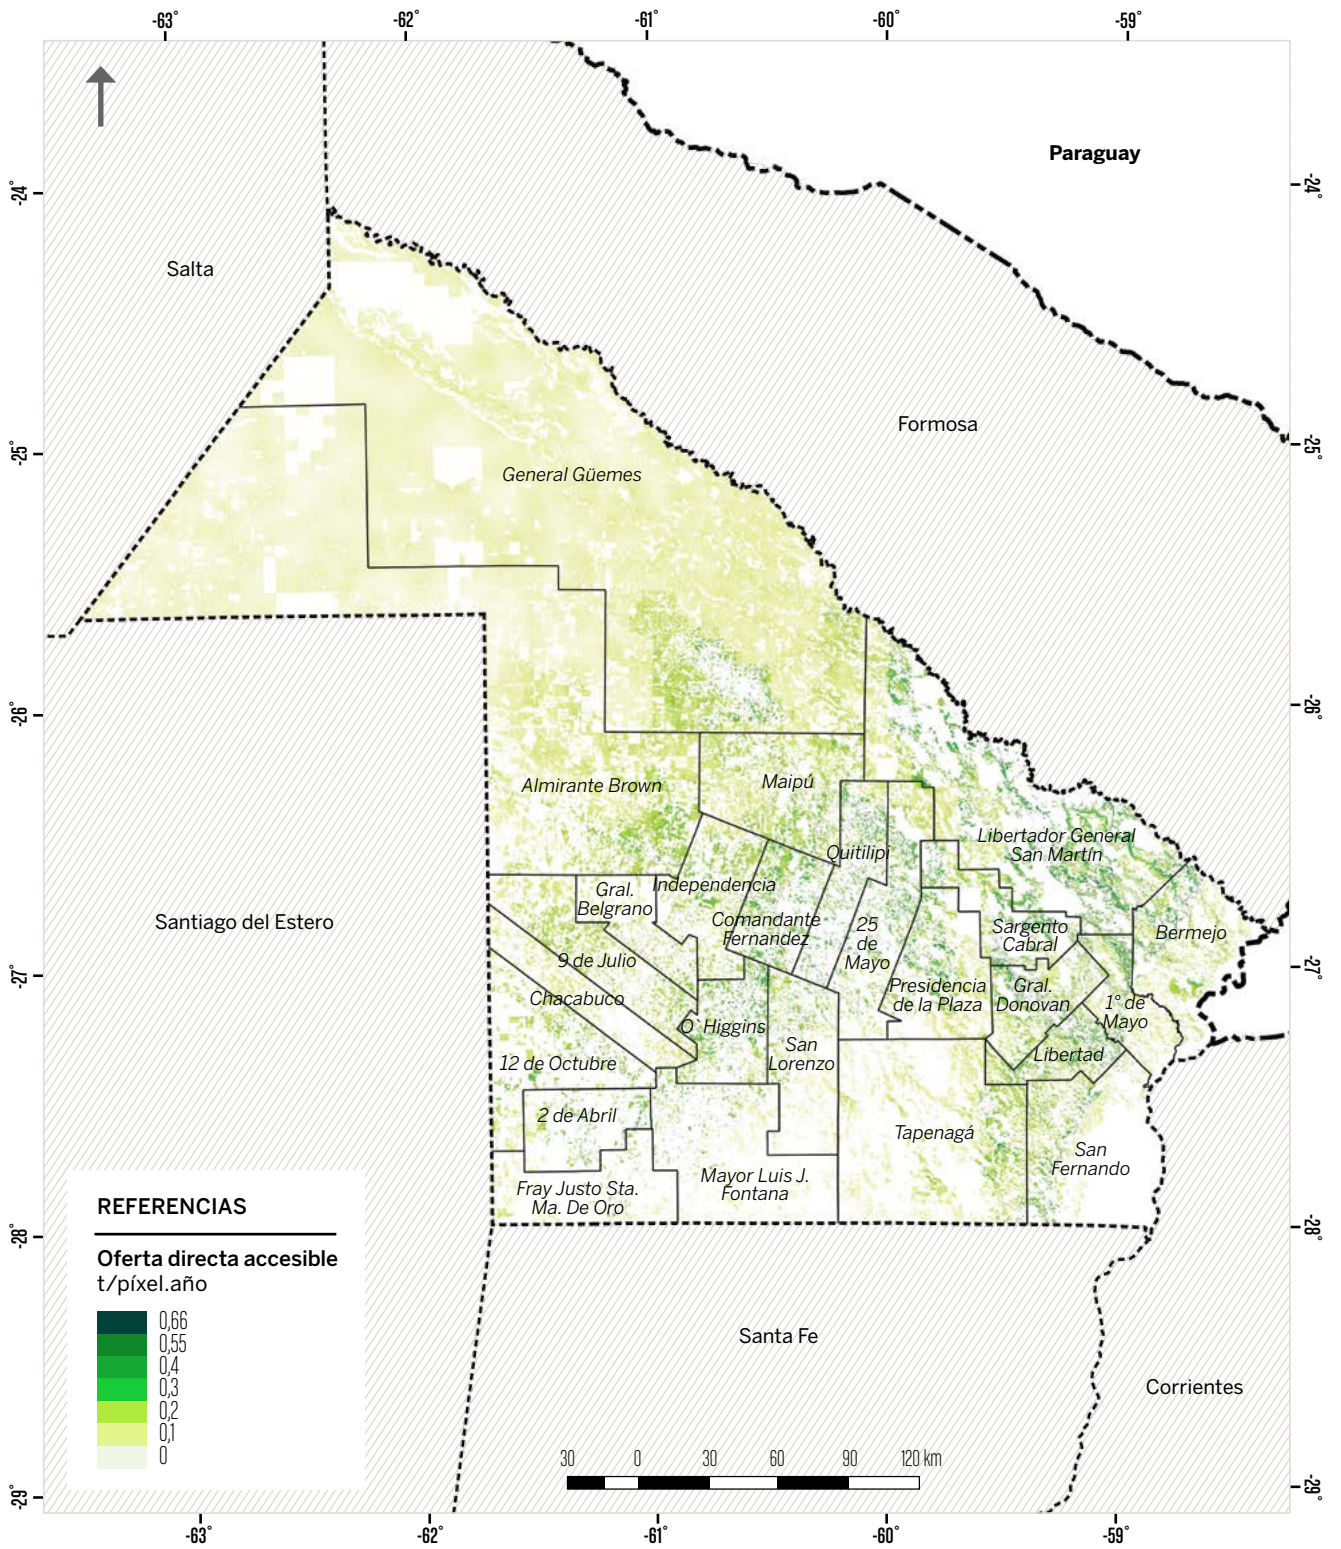 -63°
-62°
-61°
-60°
-59°
Paraguay
-24°
-24°
Salta
Formosa
-25°
-25°
General Güemes
-26°
-26°
Almirante Brown
Maipú
Libertador General
San Martín
Quitilipi
Gral.
Belgrano
Independencia
Comandante
Fernandez
25
de
Mayo
Sargento
Cabral
Bermejo
Santiago del Estero
-27°
-27°
9 de Julio
Chacabuco
Presidencia
de la Plaza
Gral.
Donovan
1° de
Mayo
O` Higgins
San
Lorenzo
Libertad
12 de Octubre
2 de Abril
Tapenagá
San
Fernando
Mayor Luis J.
Fontana
Fray Justo Sta.
Ma. De Oro
-28°
-28°
REFERENCIAS
Oferta directa accesible
t/píxel.año
0,66
0,55
0,4
0,3
0,2
0,1
0
Santa Fe
Corrientes
30 0 30 60 90 120 km
-29°
-29°
-63°
-62°
-61°
-60°
-59°